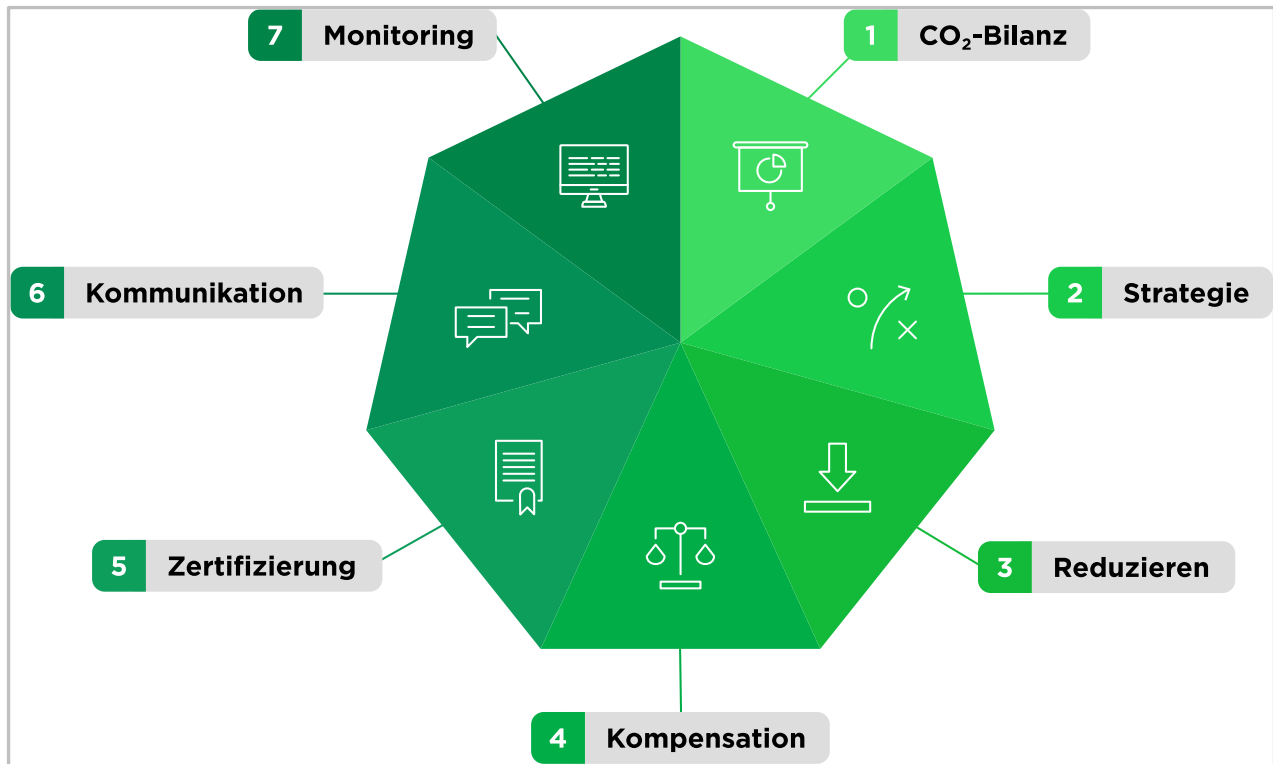 7 Monitoring
1 CO₂-Bilanz
6 Kommunikation
2 Strategie
5 Zertifizierung
3 Reduzieren
4 Kompensation